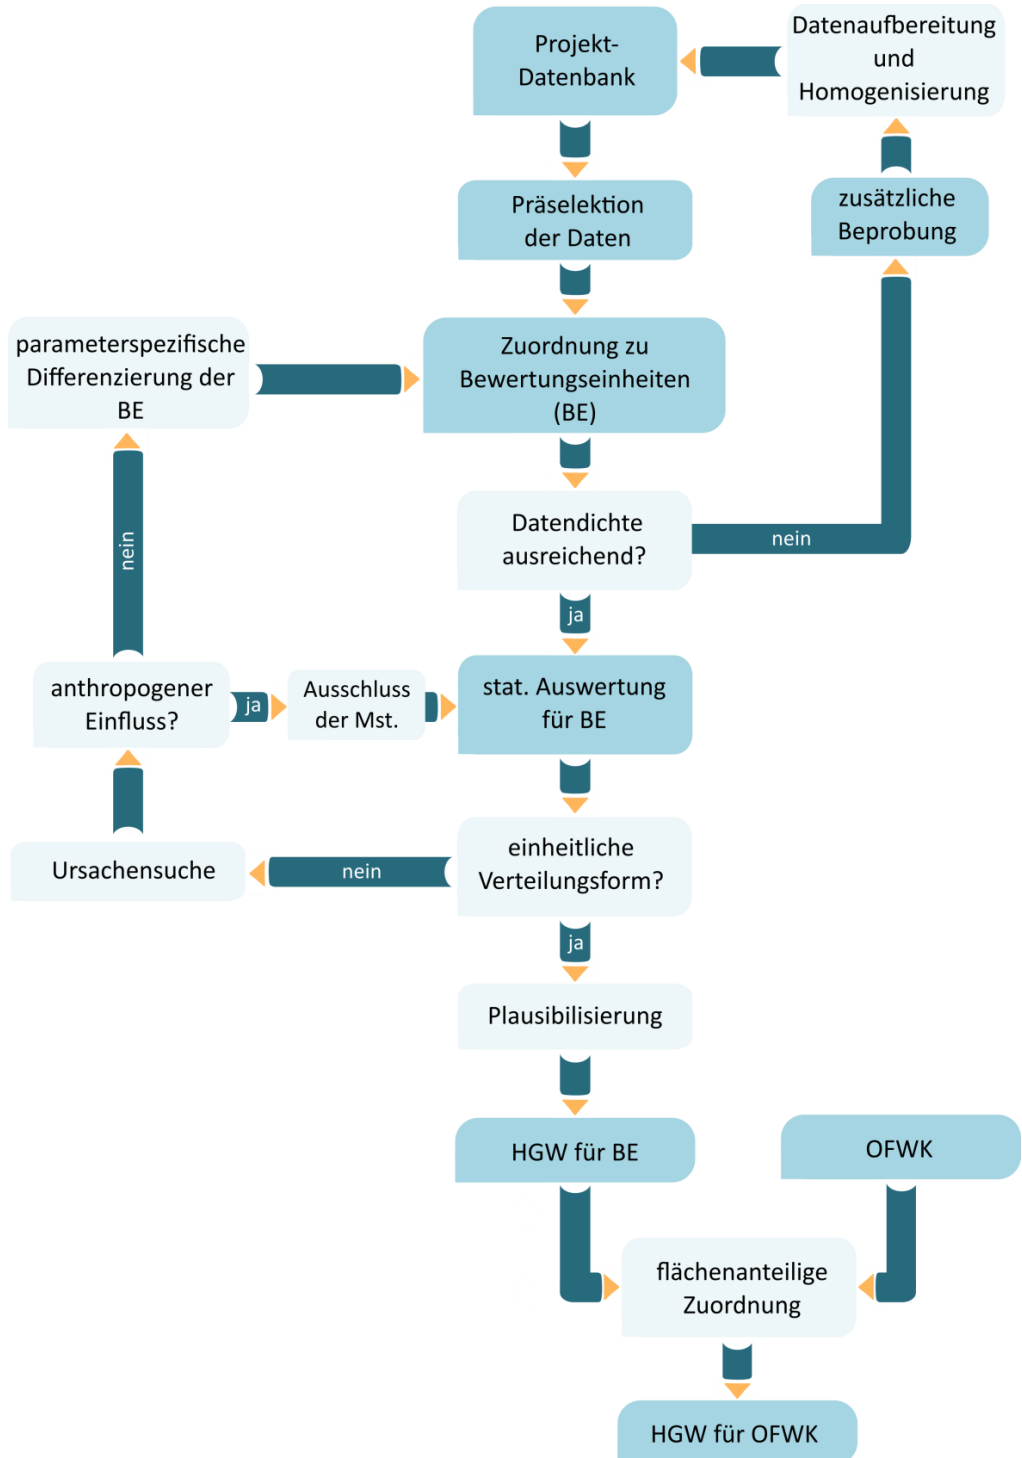 Projekt-
Datenbank
Datenaufbereitung
und
Homogenisierung
Präselektion
der Daten
zusätzliche
Beprobung
parameterspezifische
Differenzierung der
BE
Zuordnung zu
Bewertungseinheiten
(BE)
Datendichte
ausreichend?
nein
nein
ja
anthropogener
Einfluss?
ja
Ausschluss
der Mst.
stat. Auswertung
für BE
einheitliche
Verteilungsform?
nein
Ursachensuche
ja
Plausibilisierung
HGW für BE
OFWK
flächenanteilige
Zuordnung
HGW für OFWK